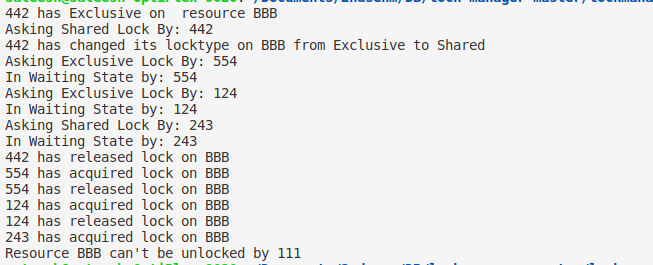 442 has Exclusive on  resource BBB
Asking Shared Lock By: 442
442 has changed its locktype on BBB from Exclusive to Shared
Asking Exclusive Lock By: 554
In Waiting State by: 554
Asking Exclusive Lock By: 124
In Waiting State by: 124
Asking Shared Lock By: 243
In Waiting State by: 243
442 has released lock on BBB
554 has acquired lock on BBB
554 has released lock on BBB
124 has acquired lock on BBB
124 has released lock on BBB
243 has acquired lock on BBB
Resource BBB can't be unlocked by 111